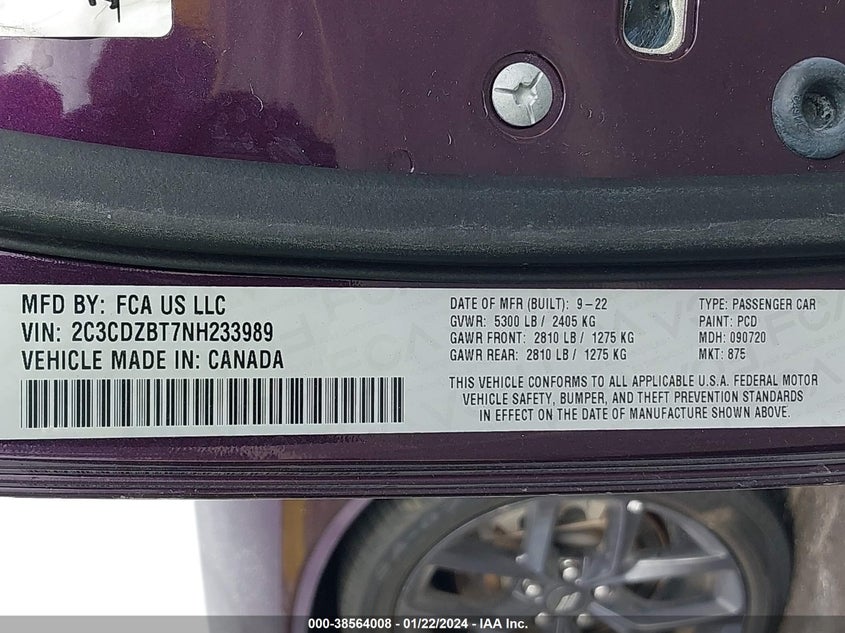 MFD BY: FCA US LLC
VIN: 2C3CDZBT7NH233989
VEHICLE MADE IN: CANADA
DATE OF MFR (BUILT): 9-22
GVWR: 5300 LB / 2405 KG
GAWR FRONT: 2810 LB / 1275 KG
GAWR REAR: 2810 LB / 1275 KG
TYPE: PASSENGER CAR
PAINT: PCD
MDH: 090720
MKT: 875
THIS VEHICLE CONFORMS TO ALL APPLICABLE U.S.A. FEDERAL MOTOR
VEHICLE SAFETY, BUMPER, AND THEFT PREVENTION STANDARDS
IN EFFECT ON THE DATE OF MANUFACTURE SHOWN ABOVE.
000-38564008 - 01/22/2024 - IAA Inc.